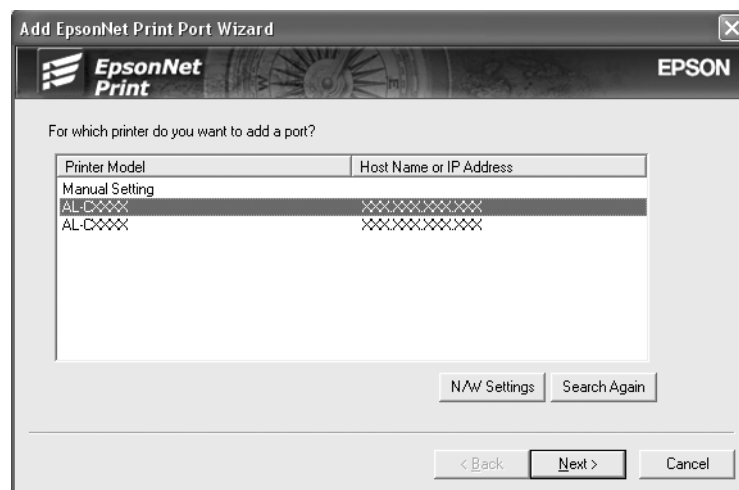 Add EpsonNet Print Port Wizard
EpsonNet
Print
EPSON
For which printer do you want to add a port?
Printer Model Host Name or IP Address
Manual Setting
AL-CXXXX XXX.XXX.XXX.XXX
AL-CXXXX XXX.XXX.XXX.XXX
N/W Settings Search Again
< Back Next > Cancel